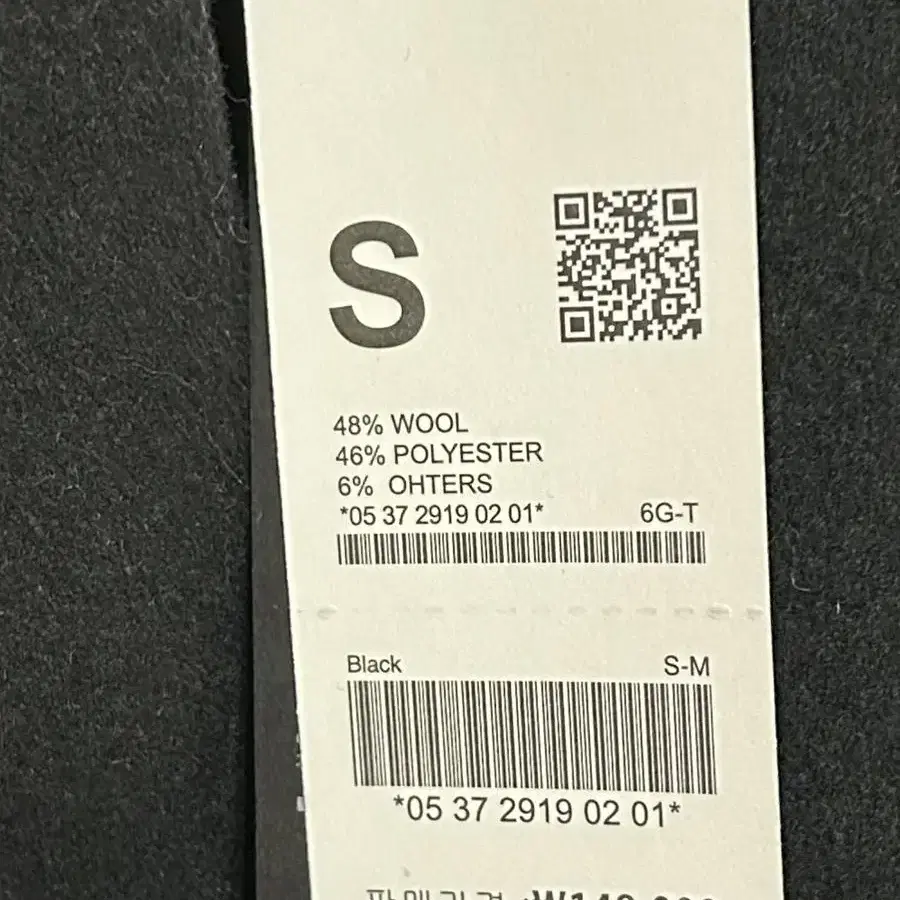 S
48% WOOL
46% POLYESTER
6% OHTERS
*05 37 2919 02 01* 6G-T
Black S-M
*05 37 2919 02 01*